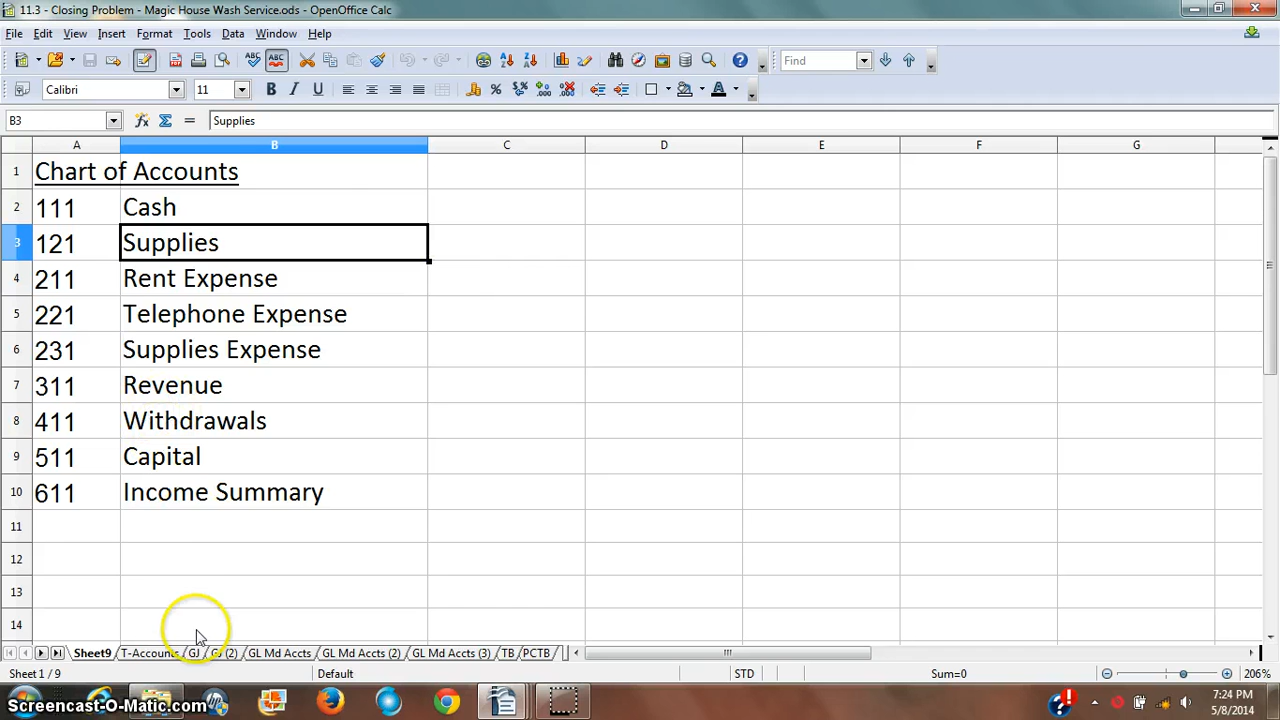 11.3 - Closing Problem - Magic House Wash Service.ods - OpenOffice Calc
File Edit View Insert Format Tools Data Window Help
ABC ABC Find
Calibri 11 B I U A
B3 Supplies
A B C D E F G
1 Chart of Accounts
2 111 Cash
3 121 Supplies
4 211 Rent Expense
5 221 Telephone Expense
6 231 Supplies Expense
7 311 Revenue
8 411 Withdrawals
9 511 Capital
10 611 Income Summary
11
12
13
14
Sheet9 T-Accounts GJ GJ (2) GL Md Accts GL Md Accts (2) GL Md Accts (3) TB PCTB
Sheet 1 / 9 Default STD Sum=0 206%
Screencast-O-Matic.com
7:24 PM
5/8/2014